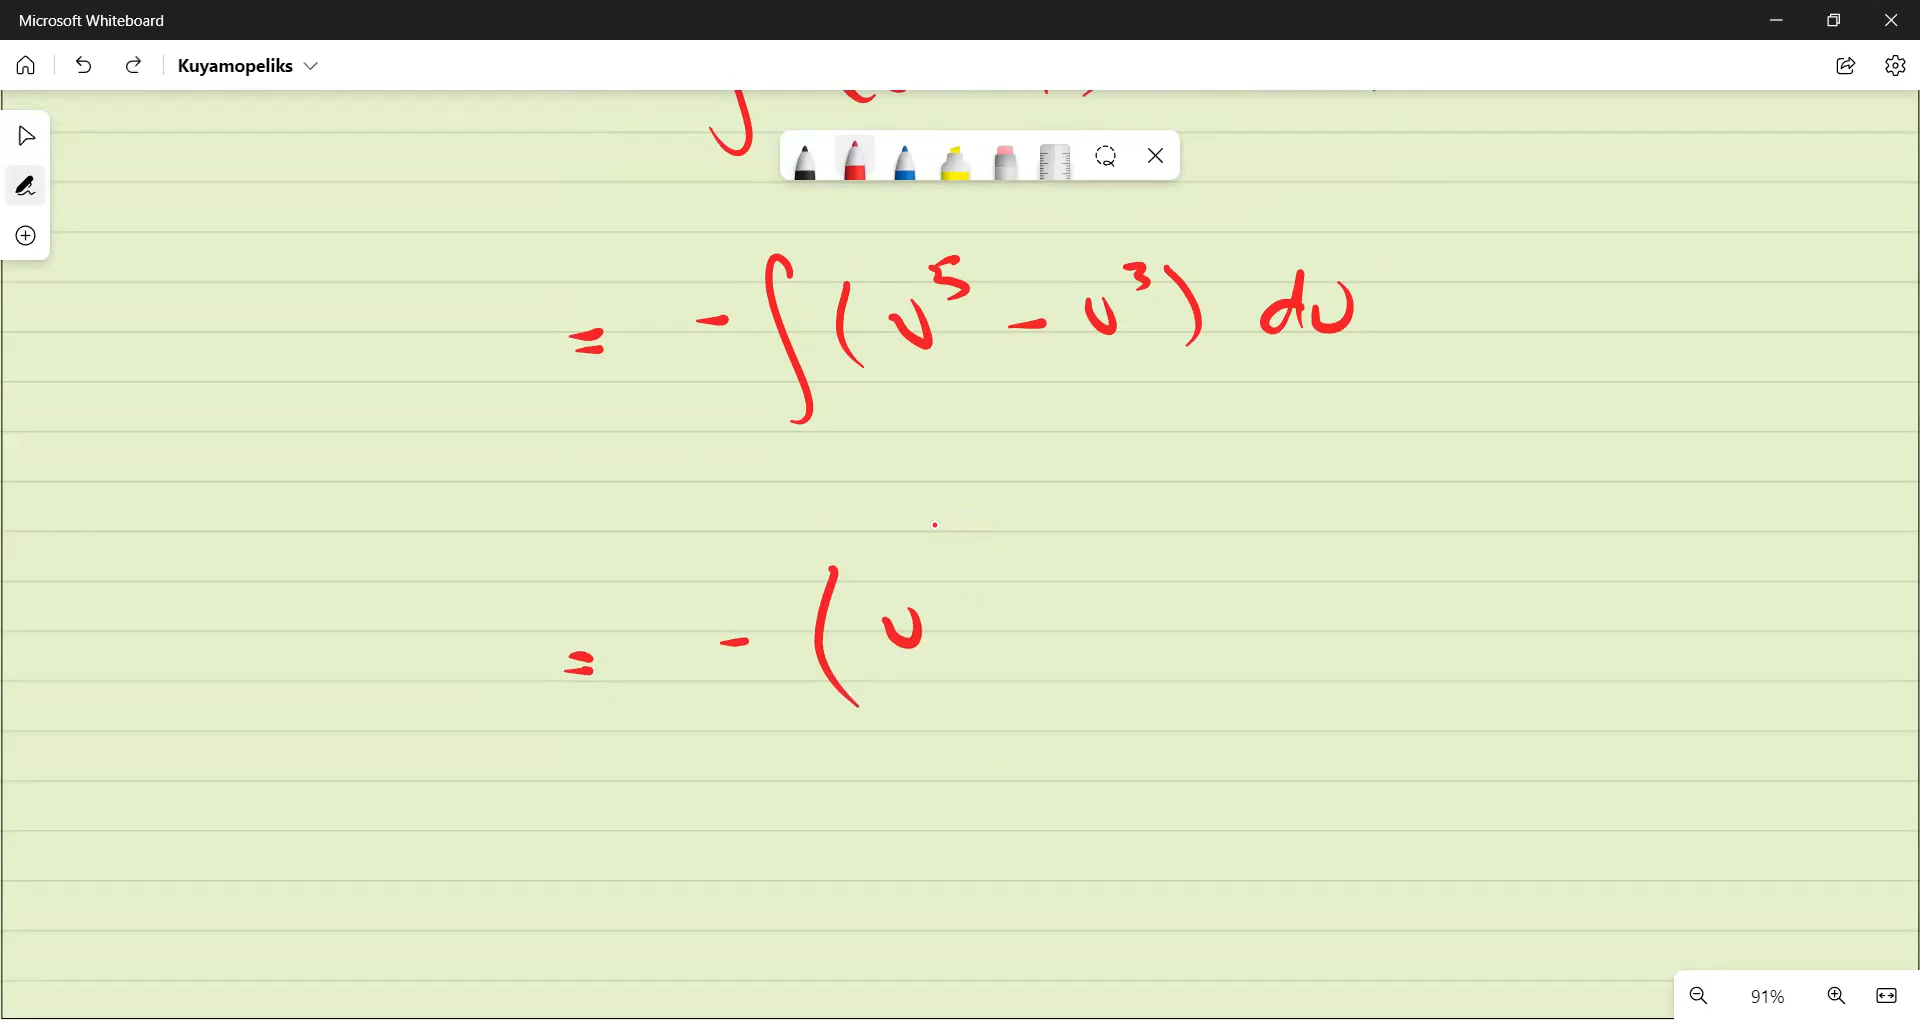 Microsoft Whiteboard
Kuyamopeliks
= - ∫ (u⁵ - u³) du
= - ( u
91%